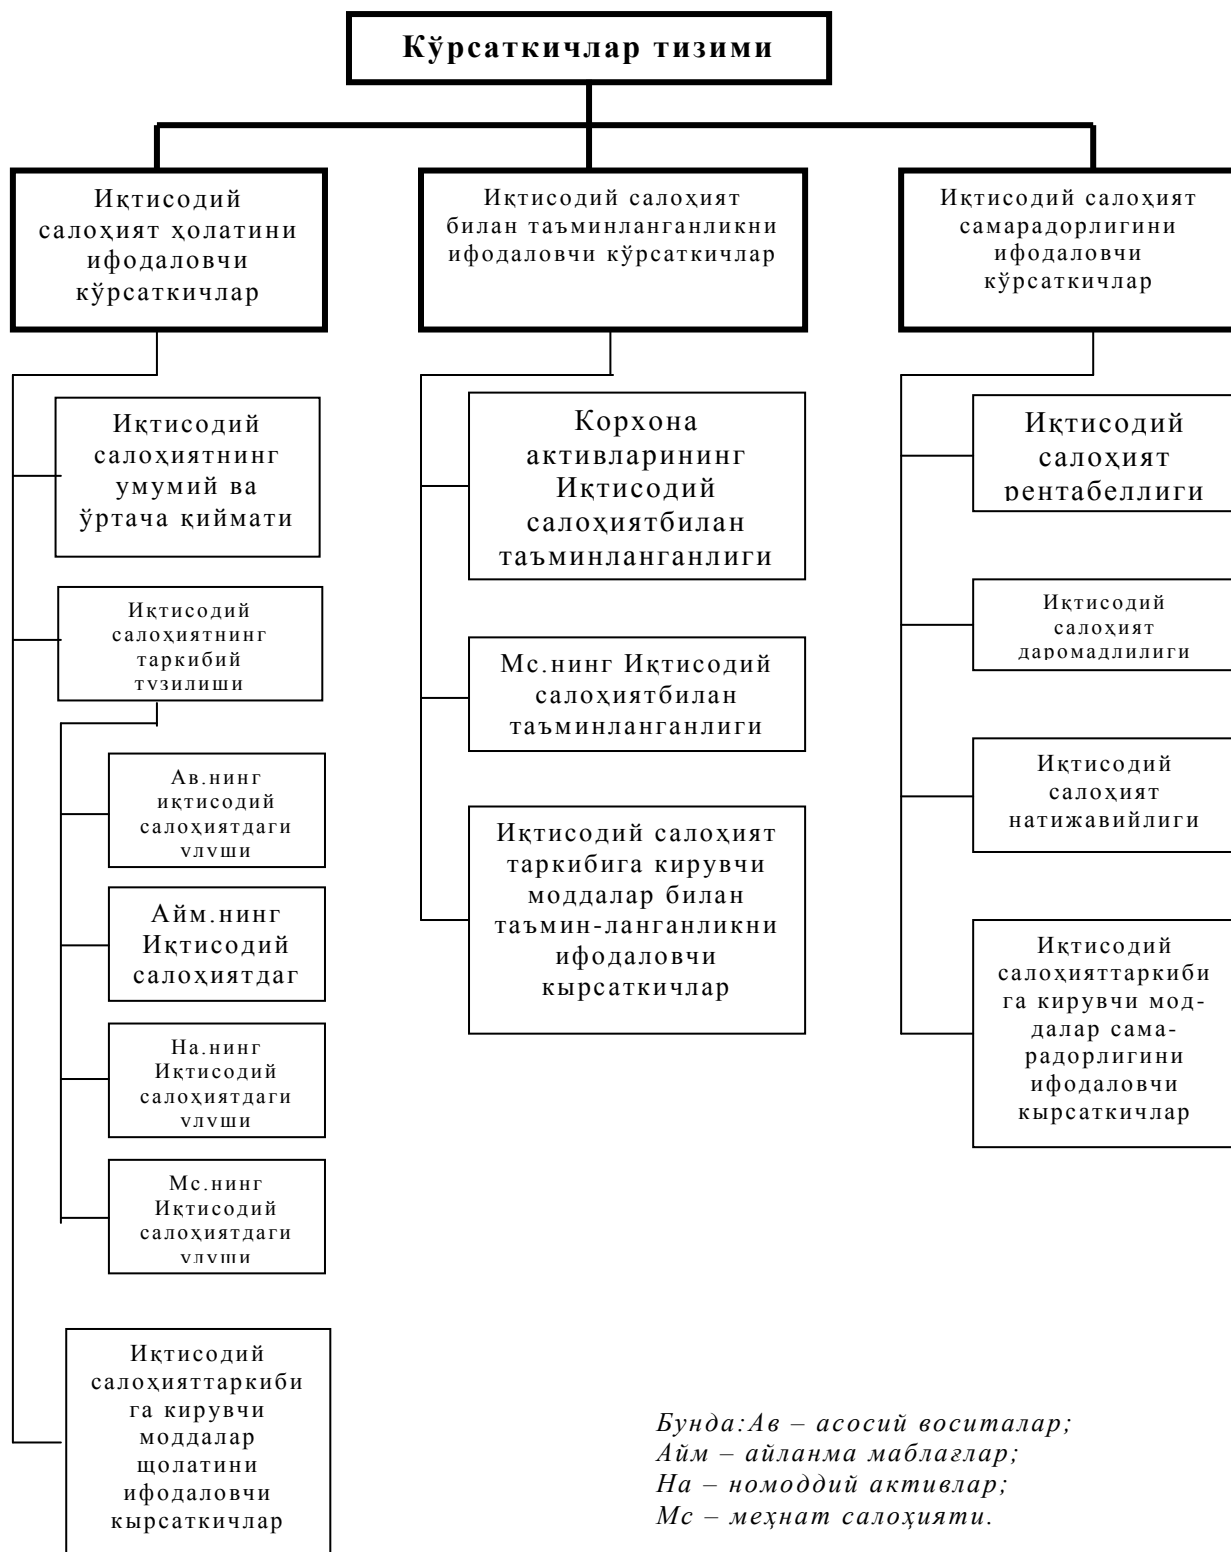 Кўрсаткичлар тизими
Иқтисодий
салоҳият ҳолатини
ифодаловчи
кўрсаткичлар
Иқтисодий салоҳият
билан таъминланганликни
ифодаловчи кўрсаткичлар
Иқтисодий салоҳият
самарадорлигини
ифодаловчи
кўрсаткичлар
Иқтисодий
салоҳиятнинг
умумий ва
ўртача қиймати
Иқтисодий
салоҳиятнинг
таркибий
тузилиши
Ав.нинг
иқтисодий
салоҳиятдаги
улуши
Айм.нинг
Иқтисодий
салоҳиятдаг
На.нинг
Иқтисодий
салоҳиятдаги
улуши
Мс.нинг
Иқтисодий
салоҳиятдаги
улуши
Иқтисодий
салоҳияттаркиби
га кирувчи
моддалар
щолатини
ифодаловчи
кырсаткичлар
Корхона
активларининг
Иқтисодий
салоҳиятбилан
таъминланганлиги
Мс.нинг Иқтисодий
салоҳиятбилан
таъминланганлиги
Иқтисодий салоҳият
таркибига кирувчи
моддалар билан
таъмин-ланганликни
ифодаловчи
кырсаткичлар
Иқтисодий
салоҳият
рентабеллиги
Иқтисодий
салоҳият
даромадлилиги
Иқтисодий
салоҳият
натижавийлиги
Иқтисодий
салоҳияттаркиби
га кирувчи мод-
далар сама-
радорлигини
ифодаловчи
кырсаткичлар
Бунда:Ав – асосий воситалар;
Айм – айланма маблағлар;
На – номоддий активлар;
Мс – меҳнат салоҳияти.